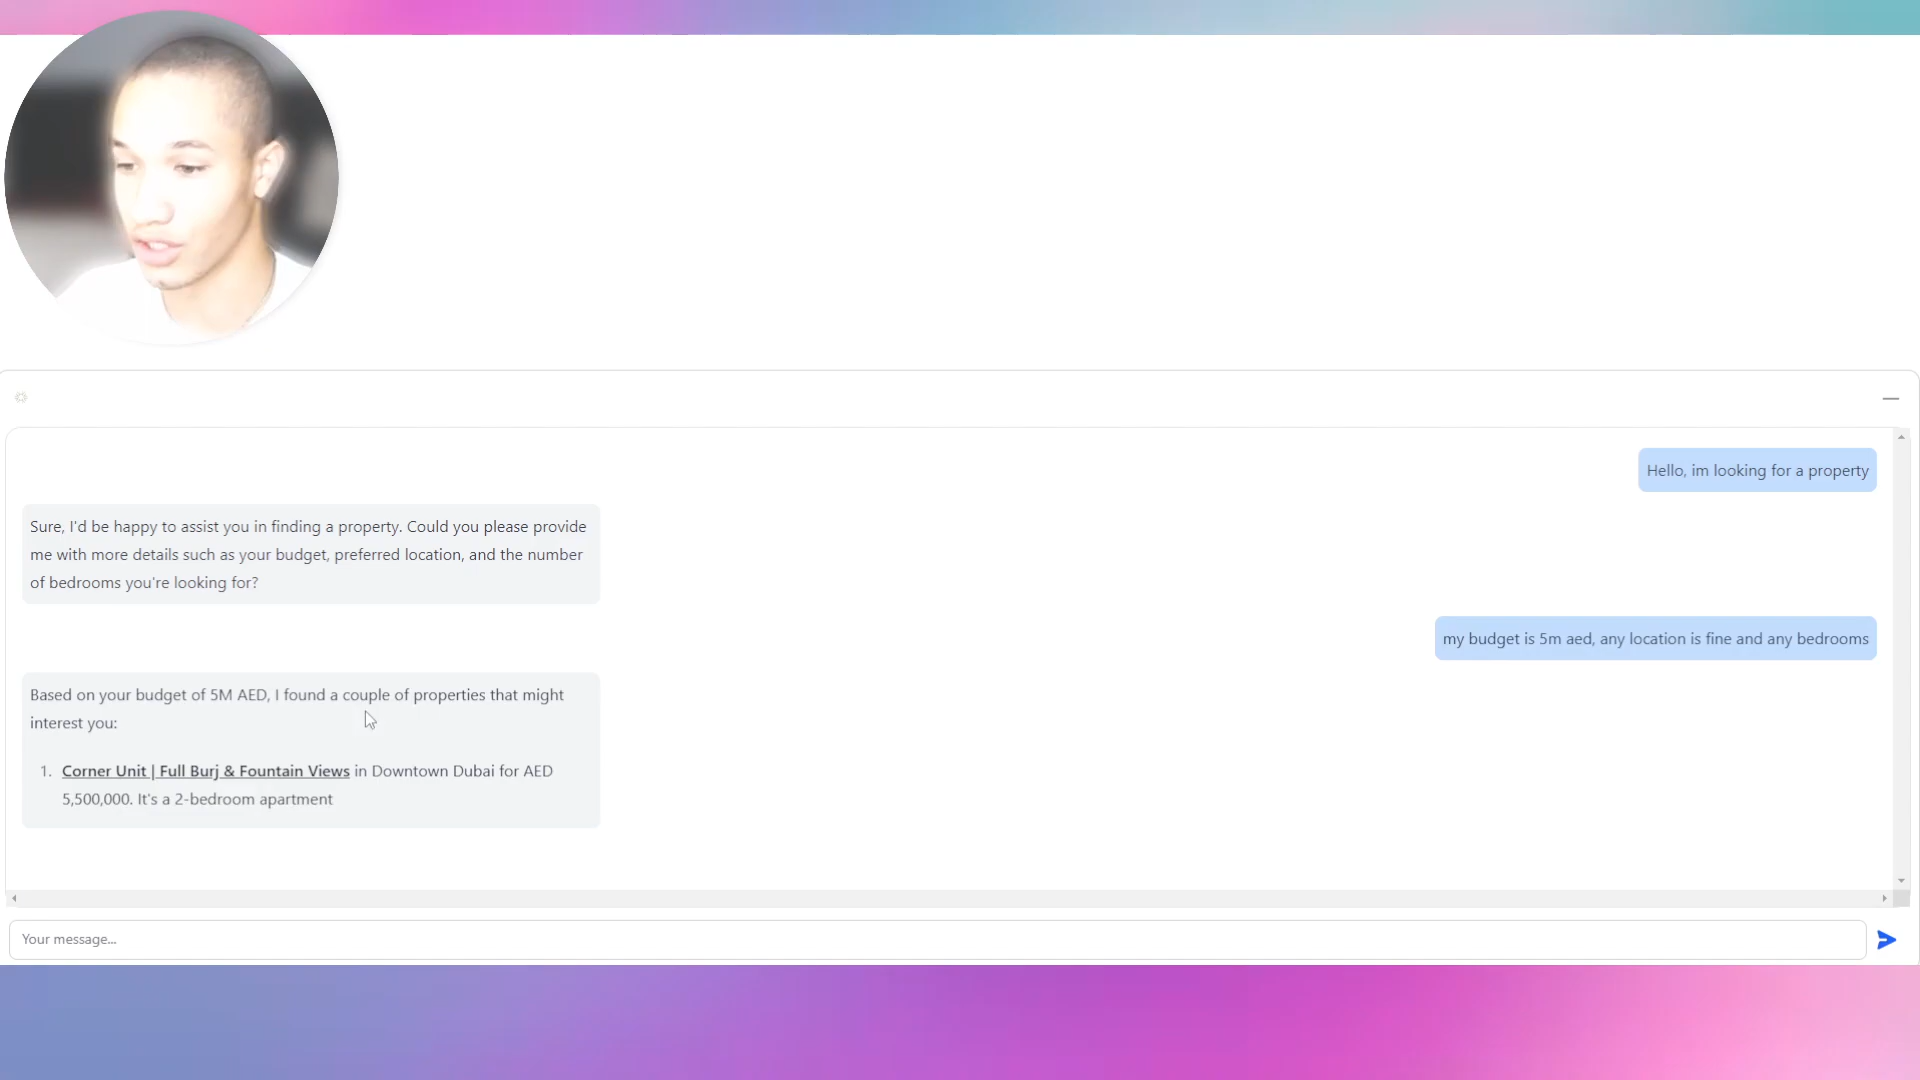 Hello, im looking for a property
Sure, I'd be happy to assist you in finding a property. Could you please provide
me with more details such as your budget, preferred location, and the number
of bedrooms you're looking for?
my budget is 5m aed, any location is fine and any bedrooms
Based on your budget of 5M AED, I found a couple of properties that might
interest you:
1. Corner Unit | Full Burj & Fountain Views in Downtown Dubai for AED
5,500,000. It's a 2-bedroom apartment
Your message...